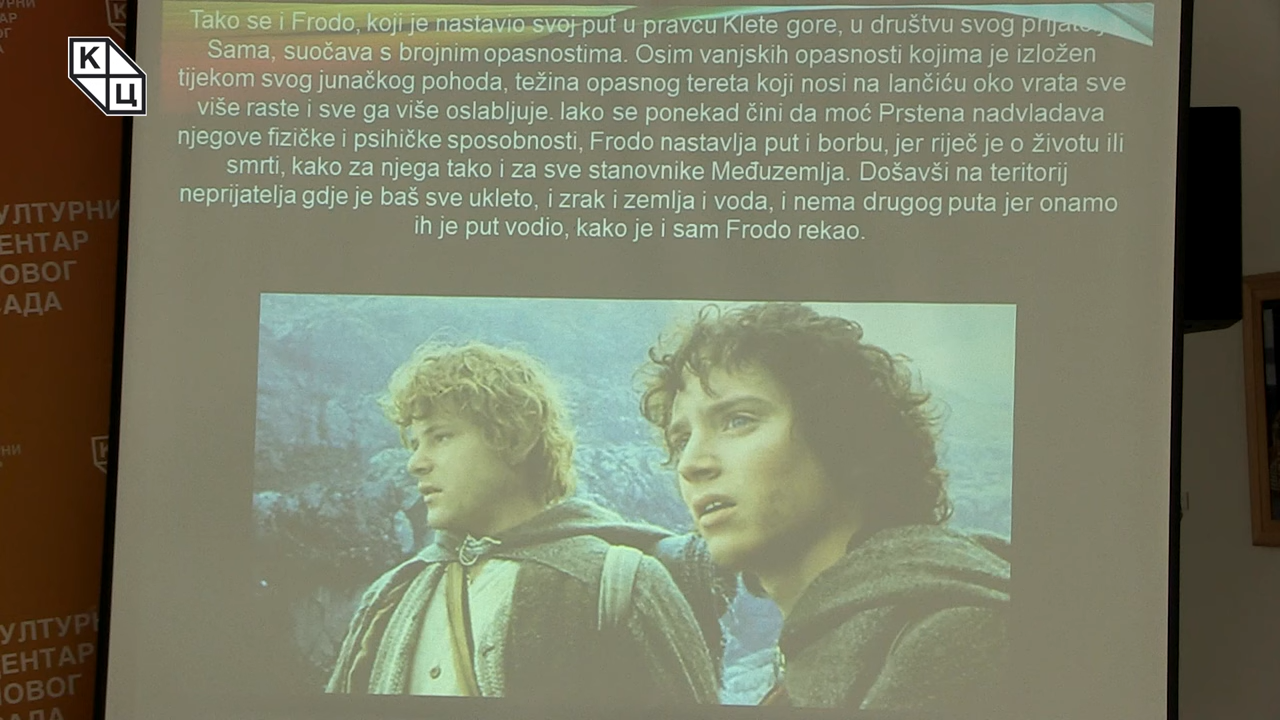 Tako se i Frodo, koji je nastavio svoj put u pravcu Klete gore, u društvu svog
Sama, suočava s brojnim opasnostima. Osim vanjskih opasnosti kojima je izložen
tijekom svog junačkog pohoda, težina opasnog tereta koji nosi na lančiću oko vrata sve
više raste i sve ga više oslabljuje. Iako se ponekad čini da moć Prstena nadvladava
njegove fizičke i psihičke sposobnosti, Frodo nastavlja put i borbu, jer riječ je o životu ili
smrti, kako za njega tako i za sve stanovnike Međuzemlja. Došavši na teritorij
neprijatelja gdje je baš sve ukleto, i zrak i zemlja i voda, i nema drugog puta jer onamo
ih je put vodio, kako je i sam Frodo rekao.
К
Ц
УЛТУРНИ
ЕНТАР
ОВОГ
АДА
УЛТУРН
ЕНТАР
ОВОГ
АДА